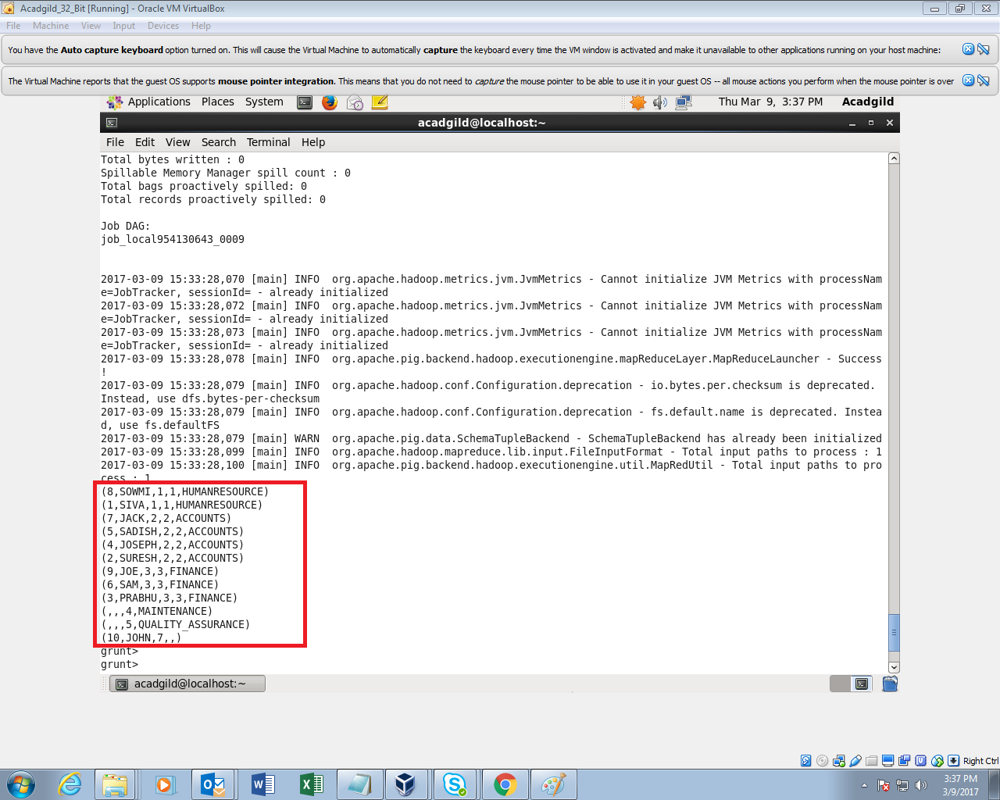 Acadgild_32_Bit [Running] - Oracle VM VirtualBox
File Machine View Input Devices Help
You have the Auto capture keyboard option turned on. This will cause the Virtual Machine to automatically capture the keyboard every time the VM window is activated and make it unavailable to other applications running on your host machine:
The Virtual Machine reports that the guest OS supports mouse pointer integration. This means that you do not need to capture the mouse pointer to be able to use it in your guest OS -- all mouse actions you perform when the mouse pointer is over
Applications Places System Thu Mar 9, 3:37 PM Acadgild
acadgild@localhost:~
File Edit View Search Terminal Help
Total bytes written : 0
Spillable Memory Manager spill count : 0
Total bags proactively spilled: 0
Total records proactively spilled: 0
Job DAG:
job_local954130643_0009
2017-03-09 15:33:28,070 [main] INFO  org.apache.hadoop.metrics.jvm.JvmMetrics - Cannot initialize JVM Metrics with processNam
e=JobTracker, sessionId= - already initialized
2017-03-09 15:33:28,072 [main] INFO  org.apache.hadoop.metrics.jvm.JvmMetrics - Cannot initialize JVM Metrics with processNam
e=JobTracker, sessionId= - already initialized
2017-03-09 15:33:28,073 [main] INFO  org.apache.hadoop.metrics.jvm.JvmMetrics - Cannot initialize JVM Metrics with processNam
e=JobTracker, sessionId= - already initialized
2017-03-09 15:33:28,078 [main] INFO  org.apache.pig.backend.hadoop.executionengine.mapReduceLayer.MapReduceLauncher - Success
!
2017-03-09 15:33:28,079 [main] INFO  org.apache.hadoop.conf.Configuration.deprecation - io.bytes.per.checksum is deprecated.
Instead, use dfs.bytes-per-checksum
2017-03-09 15:33:28,079 [main] INFO  org.apache.hadoop.conf.Configuration.deprecation - fs.default.name is deprecated. Instea
d, use fs.defaultFS
2017-03-09 15:33:28,079 [main] WARN  org.apache.pig.data.SchemaTupleBackend - SchemaTupleBackend has already been initialized
2017-03-09 15:33:28,099 [main] INFO  org.apache.hadoop.mapreduce.lib.input.FileInputFormat - Total input paths to process : 1
2017-03-09 15:33:28,100 [main] INFO  org.apache.pig.backend.hadoop.executionengine.util.MapRedUtil - Total input paths to pro
cess : 1
(8,SOWMI,1,1,HUMANRESOURCE)
(1,SIVA,1,1,HUMANRESOURCE)
(7,JACK,2,2,ACCOUNTS)
(5,SADISH,2,2,ACCOUNTS)
(4,JOSEPH,2,2,ACCOUNTS)
(2,SURESH,2,2,ACCOUNTS)
(9,JOE,3,3,FINANCE)
(6,SAM,3,3,FINANCE)
(3,PRABHU,3,3,FINANCE)
(,,,4,MAINTENANCE)
(,,,5,QUALITY_ASSURANCE)
(10,JOHN,7,,)
grunt>
grunt>
acadgild@localhost:~
Right Ctrl
3:37 PM
3/9/2017